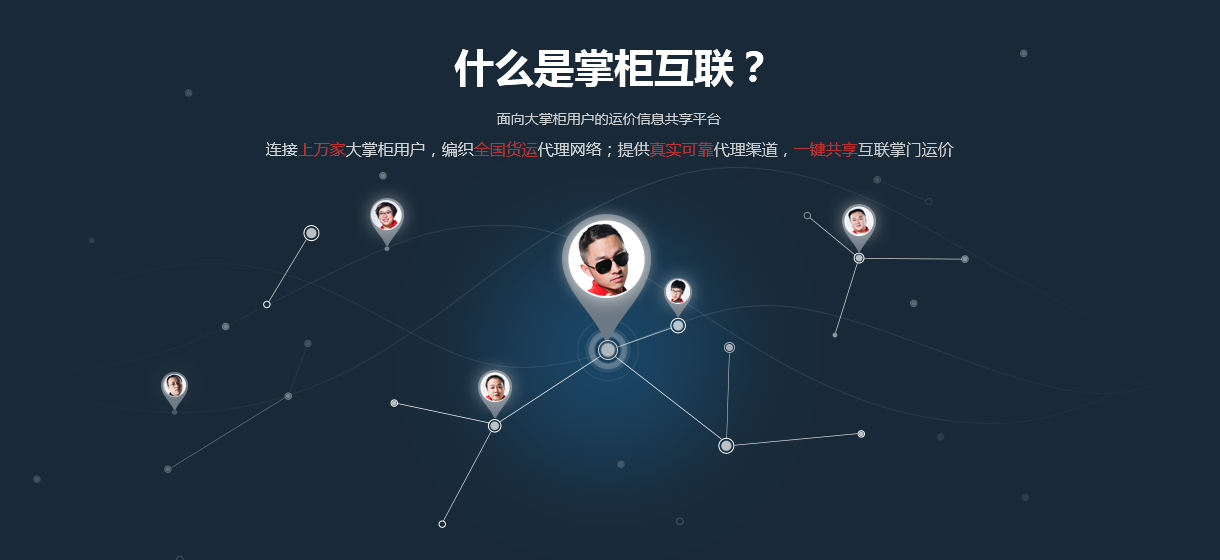 什么是掌柜互联？
面向大掌柜用户的运价信息共享平台
连接上万家大掌柜用户，编织全国货运代理网络；提供真实可靠代理渠道，一键共享互联掌门运价